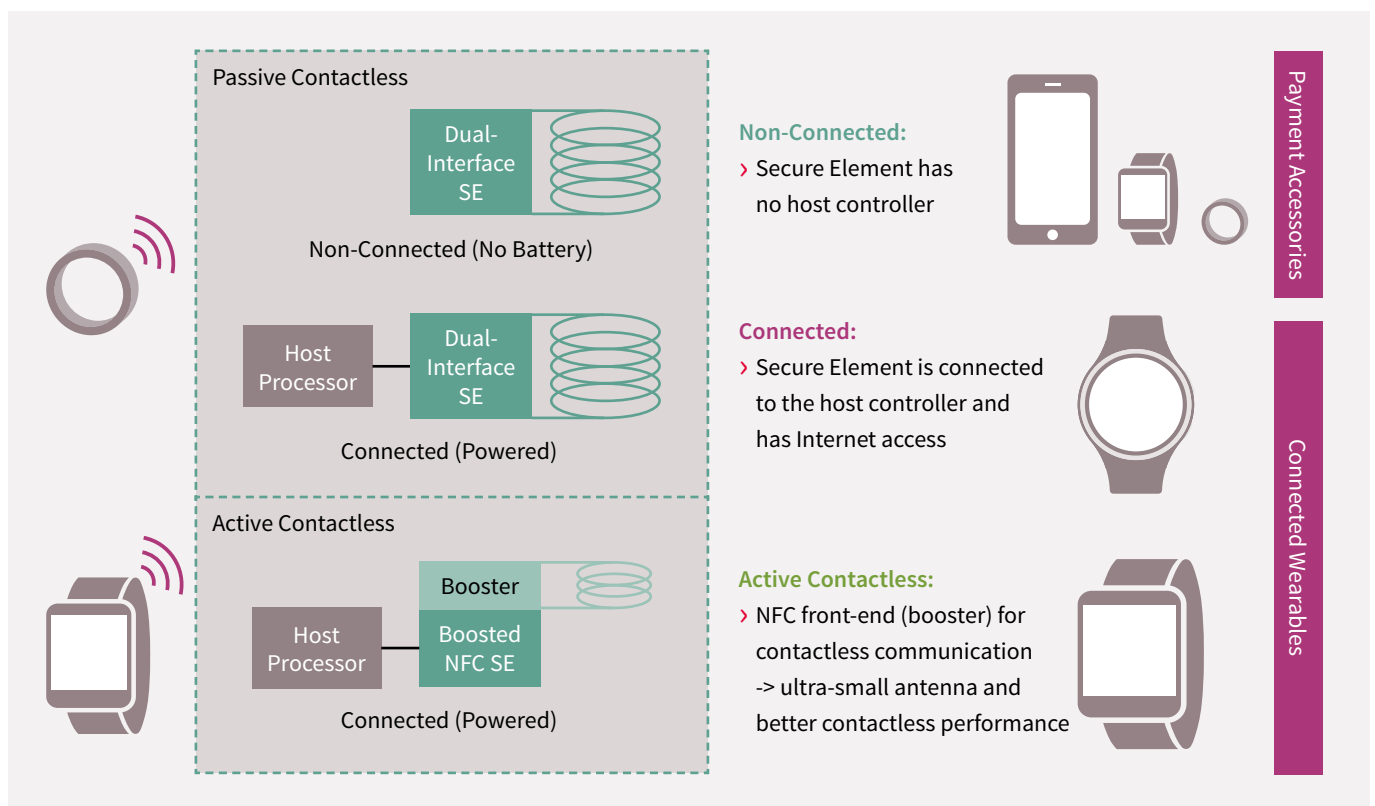 Passive Contactless
Dual-
Interface
SE
Non-Connected (No Battery)
Host
Processor
Dual-
Interface
SE
Connected (Powered)
Active Contactless
Booster
Host
Processor
Boosted
NFC SE
Connected (Powered)
Non-Connected:
› Secure Element has
no host controller
Connected:
› Secure Element is connected
to the host controller and
has Internet access
Active Contactless:
› NFC front-end (booster) for
contactless communication
-> ultra-small antenna and
better contactless performance
Payment Accessories
Connected Wearables